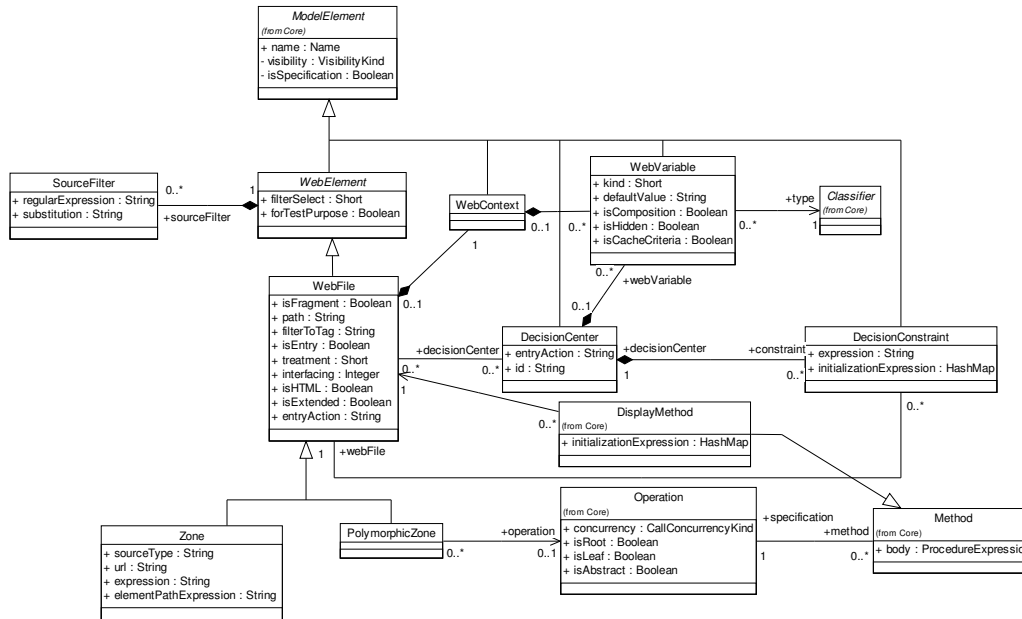 ModelElement
(from Core)
+ name : Name
- visibility : VisibilityKind
- isSpecification : Boolean
SourceFilter
+ regularExpression : String
+ substitution : String
0..*
1
+sourceFilter
WebElement
+ filterSelect : Short
+ forTestPurpose : Boolean
WebContext
0..1
0..*
1
WebVariable
+ kind : Short
+ defaultValue : String
+ isComposition : Boolean
+ isHidden : Boolean
+ isCacheCriteria : Boolean
+type
0..*
1
Classifier
(from Core)
0..*
+webVariable
0..1
WebFile
+ isFragment : Boolean
+ path : String
+ filterToTag : String
+ isEntry : Boolean
+ treatment : Short
+ interfacing : Integer
+ isHTML : Boolean
+ isExtended : Boolean
+ entryAction : String
0..1
+decisionCenter
0..*
0..*
1
DecisionCenter
+ entryAction : String
+ id : String
+decisionCenter
1
+constraint
0..*
DecisionConstraint
+ expression : String
+ initializationExpression : HashMap
0..*
DisplayMethod
(from Core)
+ initializationExpression : HashMap
0..*
1
+webFile
Zone
+ sourceType : String
+ url : String
+ expression : String
+ elementPathExpression : String
PolymorphicZone
+operation
0..*
0..1
Operation
(from Core)
+ concurrency : CallConcurrencyKind
+ isRoot : Boolean
+ isLeaf : Boolean
+ isAbstract : Boolean
+specification
1
+method
0..*
Method
(from Core)
+ body : ProcedureExpressio